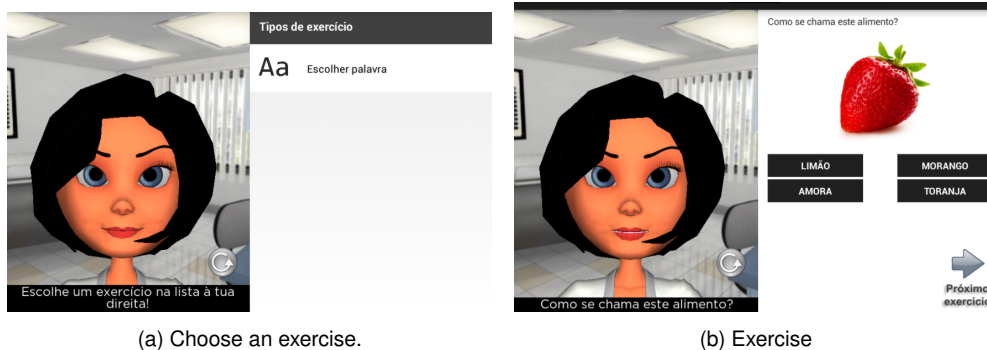 Tipos de exercício
Aa Escolher palavra
Escolhe um exercício na lista à tua
direita!
Como se chama este alimento?
LIMÃO MORANGO
AMORA TORANJA
Próximo
exercício
Como se chama este alimento?
(a) Choose an exercise.
(b) Exercise